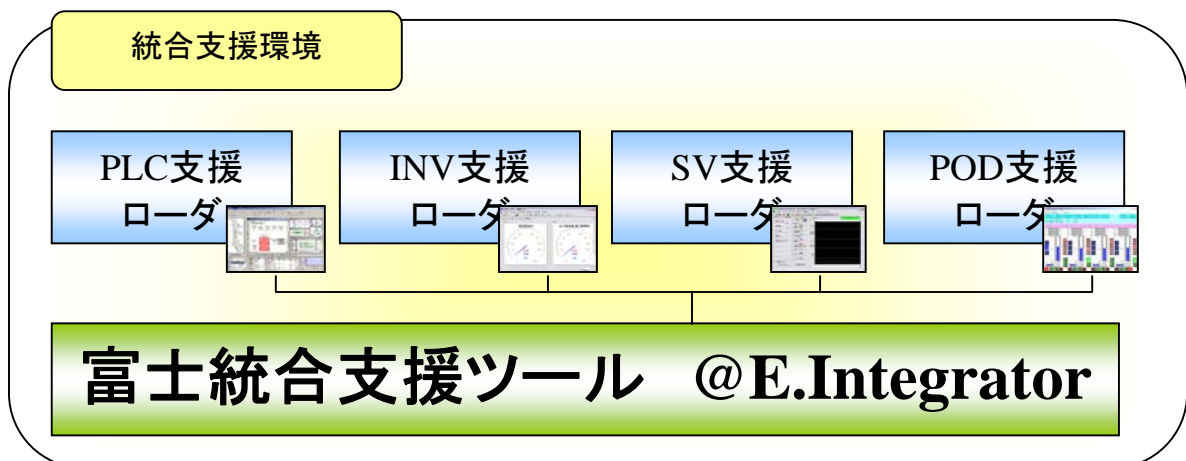 統合支援環境
PLC支援
ローダ
INV支援
ローダ
SV支援
ローダ
POD支援
ローダ
富士統合支援ツール ＠E.Integrator